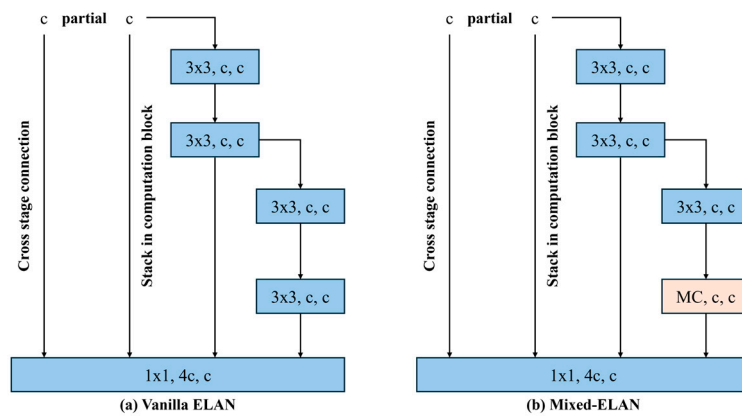 c partial c
3x3, c, c
3x3, c, c
3x3, c, c
3x3, c, c
Cross stage connection
Stack in computation block
1x1, 4c, c
(a) Vanilla ELAN
c partial c
3x3, c, c
3x3, c, c
3x3, c, c
MC, c, c
Cross stage connection
Stack in computation block
1x1, 4c, c
(b) Mixed-ELAN